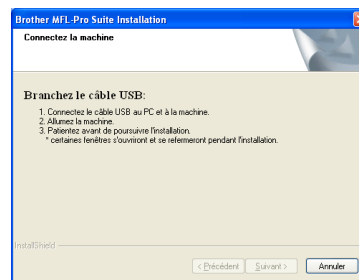 Brother MFL-Pro Suite Installation
Connectez la machine
Branchez le câble USB:
1. Connectez le câble USB au PC et à la machine.
2. Allumez la machine.
3. Patientez avant de poursuivre l'installation.
* certaines fenêtres s'ouvriront et se refermeront pendant l'installation.
InstallShield
< Précédent
Suivant >
Annuler